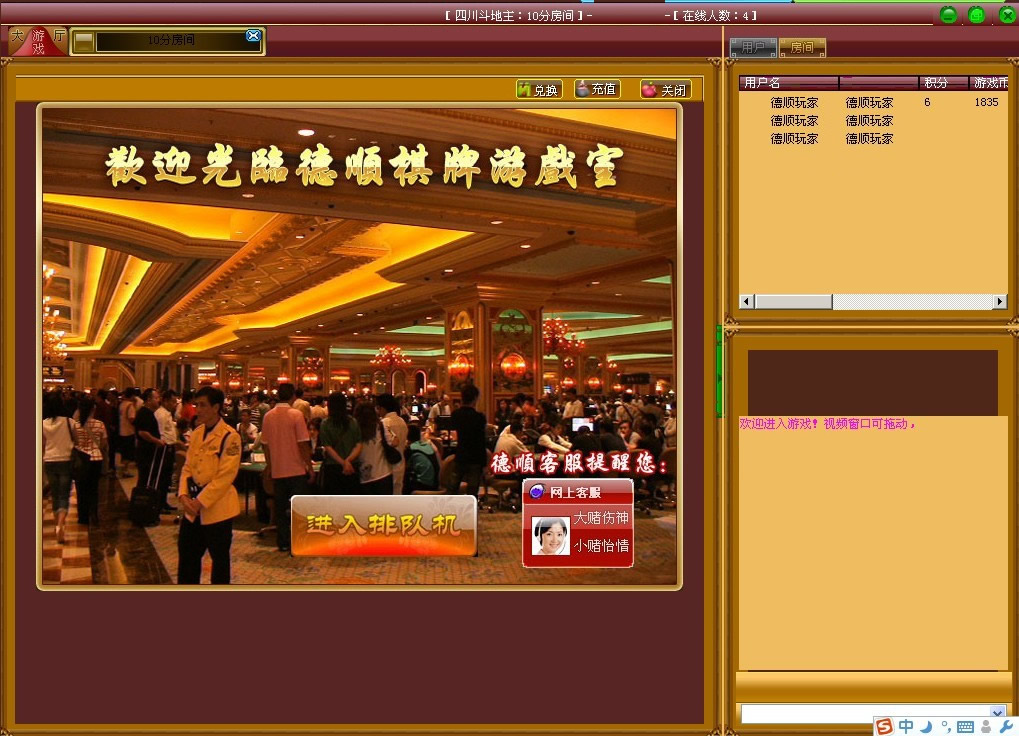 [ 四川斗地主：10分房间 ] -
- [ 在线人数：4 ]
大 游戏 厅
10分房间
用户 房间
兑换 充值 关闭
用户名 积分 游戏币
德顺玩家 德顺玩家 6 1835
德顺玩家 德顺玩家
德顺玩家 德顺玩家
歡迎光臨德順棋牌游戲室
欢迎进入游戏！视频窗口可拖动，
德順客服提醒您：
网上客服
大赌伤神
小赌怡情
进入排队机
中